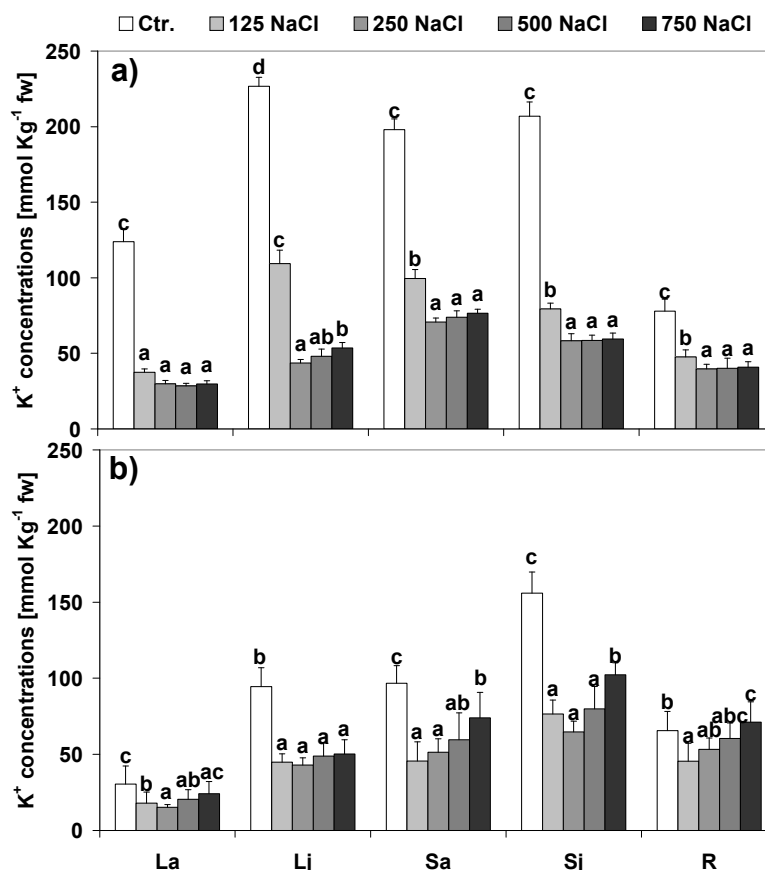 Ctr. 125 NaCl 250 NaCl 500 NaCl 750 NaCl
a)
K⁺ concentrations [mmol Kg⁻¹ fw]
250
200
150
100
50
0
c a a a a
d c a ab b
c b a a a
c b a a a
c b a a a
b)
K⁺ concentrations [mmol Kg⁻¹ fw]
250
200
150
100
50
0
c b a ab ac
b a a a a
c a a ab b
c a a a b
b a ab abc c
La Lj Sa Sj R